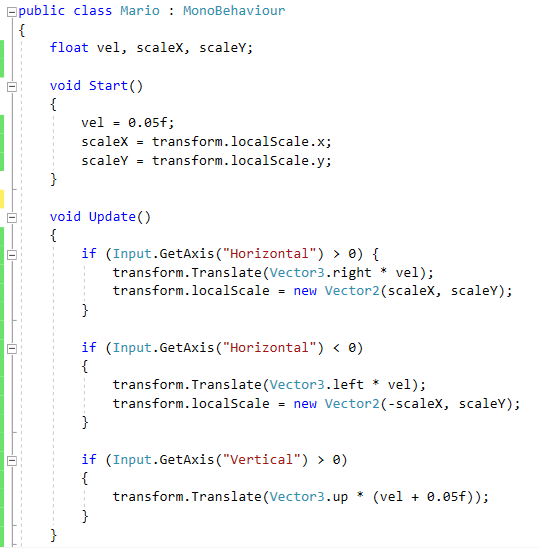 public class Mario : MonoBehaviour
{
    float vel, scaleX, scaleY;

    void Start()
    {
        vel = 0.05f;
        scaleX = transform.localScale.x;
        scaleY = transform.localScale.y;
    }

    void Update()
    {
        if (Input.GetAxis("Horizontal") > 0) {
            transform.Translate(Vector3.right * vel);
            transform.localScale = new Vector2(scaleX, scaleY);
        }

        if (Input.GetAxis("Horizontal") < 0)
        {
            transform.Translate(Vector3.left * vel);
            transform.localScale = new Vector2(-scaleX, scaleY);
        }

        if (Input.GetAxis("Vertical") > 0)
        {
            transform.Translate(Vector3.up * (vel + 0.05f));
        }
    }